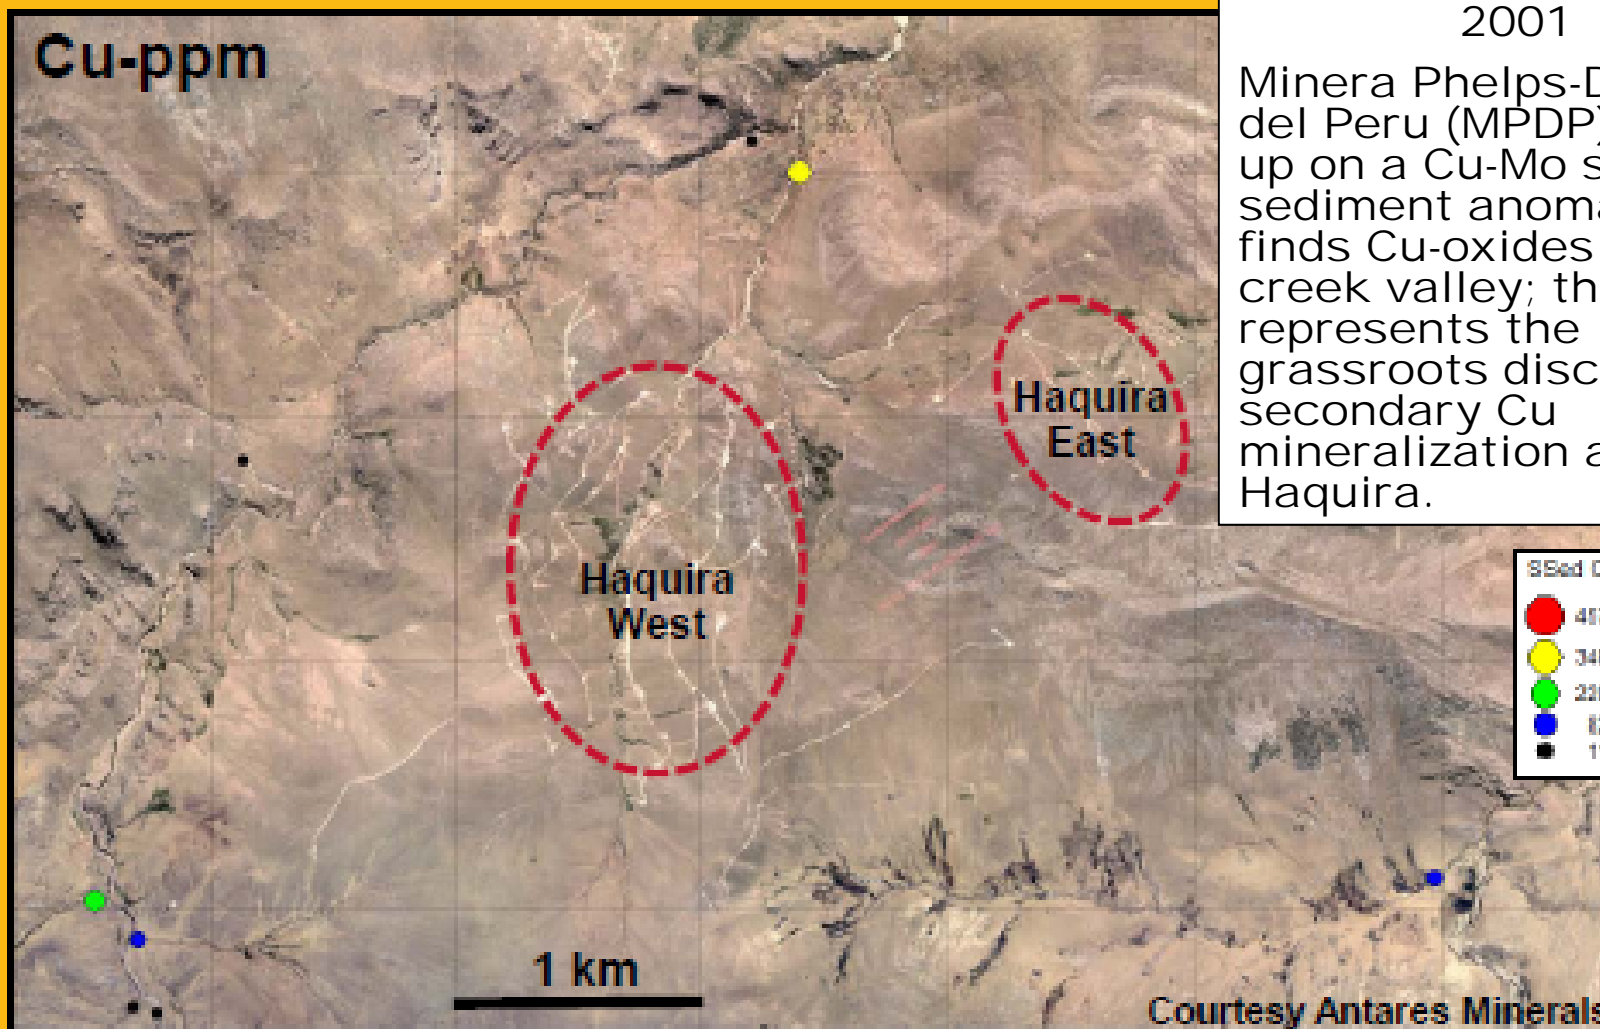 Cu-ppm
2001
Minera Phelps-D
del Peru (MPDP)
up on a Cu-Mo s
sediment anoma
finds Cu-oxides
creek valley; th
represents the
grassroots disc
secondary Cu
mineralization a
Haquira.
Haquira
East
Haquira
West
SSed
1 km
Courtesy Antares Minerals